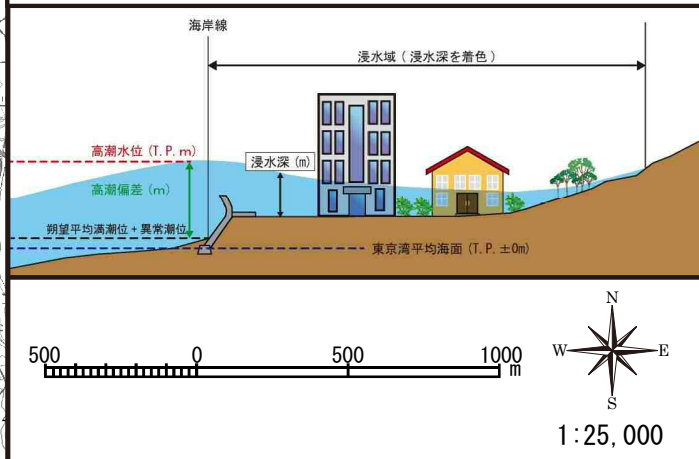 海岸線
浸水域(浸水深を着色)
高潮水位(T.P.m)
浸水深(m)
高潮偏差(m)
朔望平均満潮位+異常潮位
東京湾平均海面(T.P.±0m)
500 0 500 1000
m
N
W E
S
1:25,000